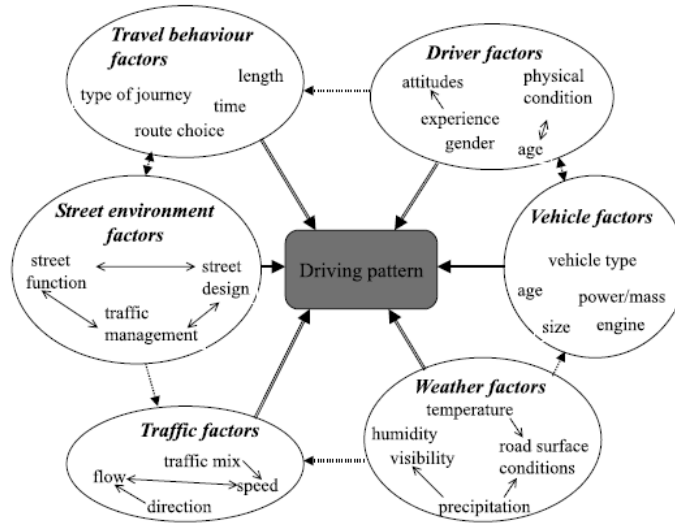 Travel behaviour
factors
length
type of journey
time
route choice
Driver factors
attitudes
physical
condition
experience
gender
age
Street environment
factors
street
function
street
design
traffic
management
Driving pattern
Vehicle factors
vehicle type
age
power/mass
size
engine
Traffic factors
traffic mix
flow
speed
direction
Weather factors
temperature
humidity
visibility
road surface
conditions
precipitation